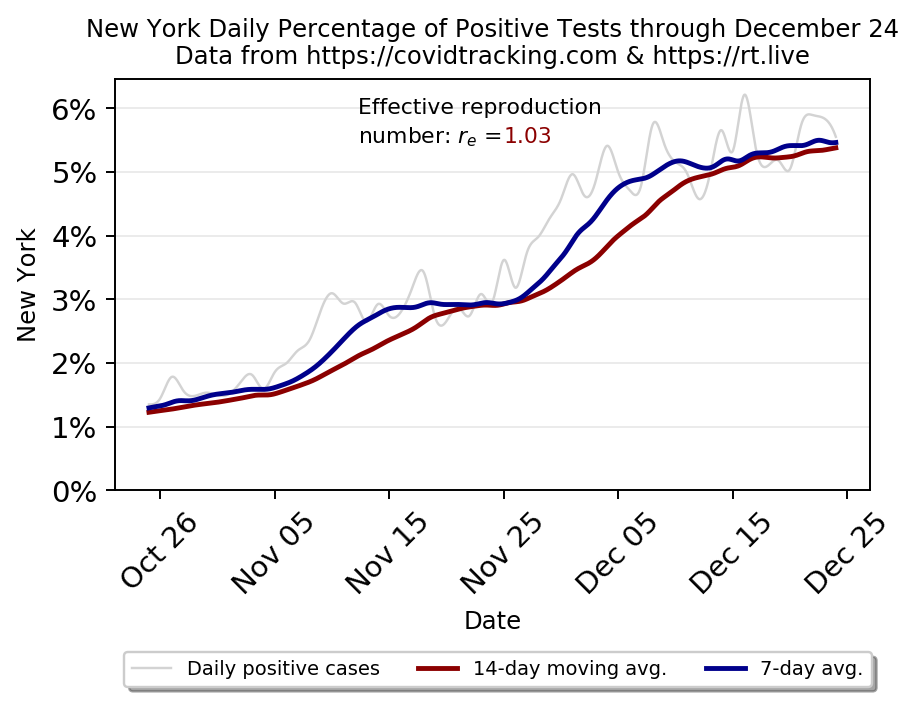 New York Daily Percentage of Positive Tests through December 24
Data from https://covidtracking.com & https://rt.live
Effective reproduction
number: rₑ =1.03
6%
5%
4%
3%
2%
1%
0%
New York
Oct 26
Nov 05
Nov 15
Nov 25
Dec 05
Dec 15
Dec 25
Date
Daily positive cases
14-day moving avg.
7-day avg.